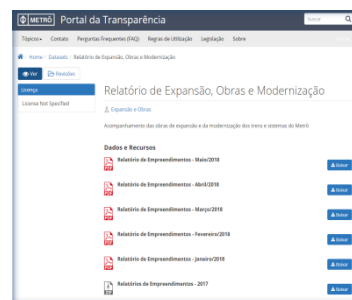 METRÔ Portal da Transparência
Buscar
Tópicos Contato Perguntas Frequentes (FAQ) Regras de Utilização Legislação Sobre
Home Datasets Relatório de Expansão, Obras e Modernização
Ver Revisões
Licença
License Not Specified
Relatório de Expansão, Obras e Modernização
Expansão e Obras
Acompanhamento das obras de expansão e da modernização dos trens e sistemas do Metrô
Dados e Recursos
Relatório de Empreendimentos - Maio/2018
Baixar
Relatório de Empreendimentos - Abril/2018
Baixar
Relatório de Empreendimentos - Março/2018
Baixar
Relatório de Empreendimentos - Fevereiro/2018
Baixar
Relatório de Empreendimentos - Janeiro/2018
Baixar
Relatórios de Empreendimentos - 2017
Baixar